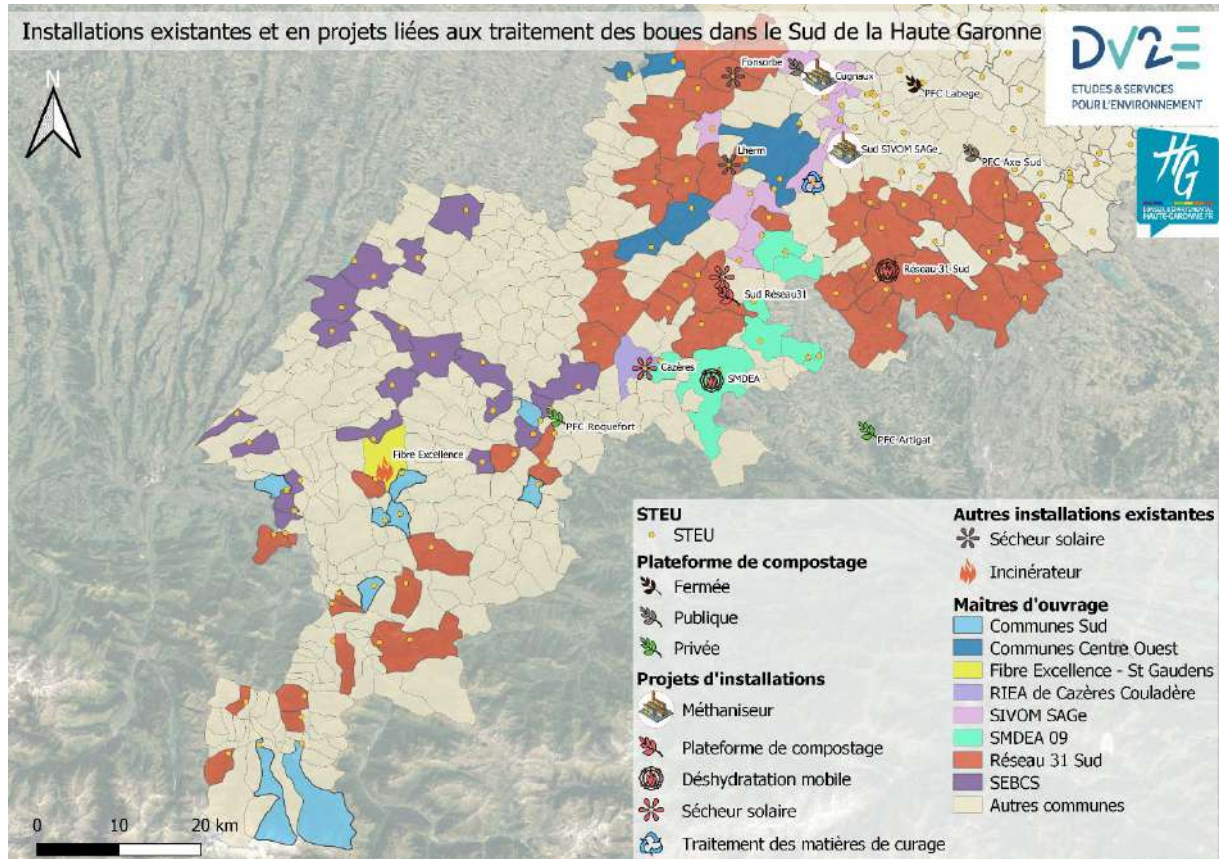 Installations existantes et en projets liées aux traitement des boues dans le Sud de la Haute Garonne
DV2E
ETUDES & SERVICES
POUR L'ENVIRONNEMENT
HG
CONSEIL DÉPARTEMENTAL
HAUTE-GARONNE.FR
N
Fonsorbe
Cugnaux
PFC Labege
Lherm
Sud SIVOM SAGe
PFC Axe Sud
Réseau 31 Sud
Sud Réseau31
Cazères
SMDEA
PFC Roquefort
PFC Artigat
Fibre Excellence
STEU
STEU
Plateforme de compostage
Fermée
Publique
Privée
Projets d'installations
Méthaniseur
Plateforme de compostage
Déshydratation mobile
Sécheur solaire
Traitement des matières de curage
Autres installations existantes
Sécheur solaire
Incinérateur
Maitres d'ouvrage
Communes Sud
Communes Centre Ouest
Fibre Excellence - St Gaudens
RIEA de Cazères Couladère
SIVOM SAGe
SMDEA 09
Réseau 31 Sud
SEBCS
Autres communes
0 10 20 km